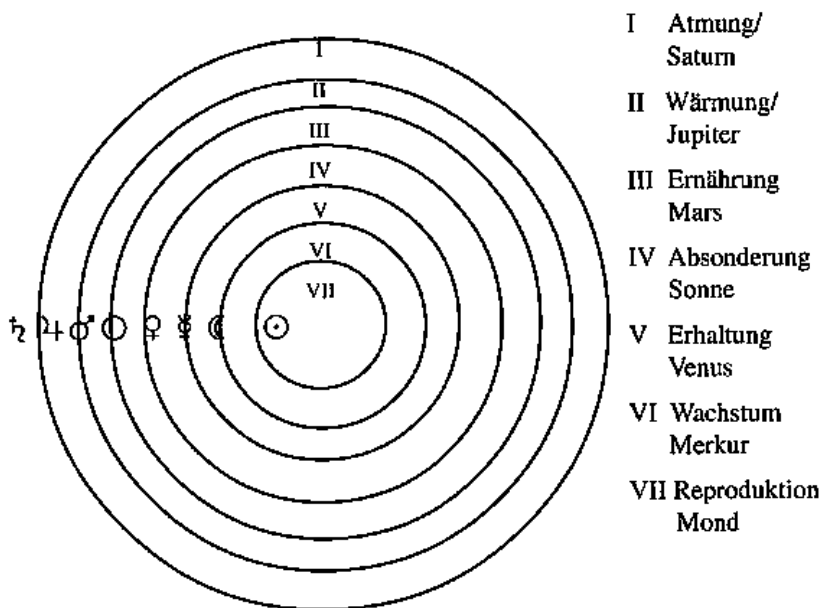 I
II
III
IV
V
VI
VII
♄ ♃ ♂ ○ ♀ ☿ ☾ ☉
I Atmung/
Saturn
II Wärmung/
Jupiter
III Ernährung
Mars
IV Absonderung
Sonne
V Erhaltung
Venus
VI Wachstum
Merkur
VII Reproduktion
Mond